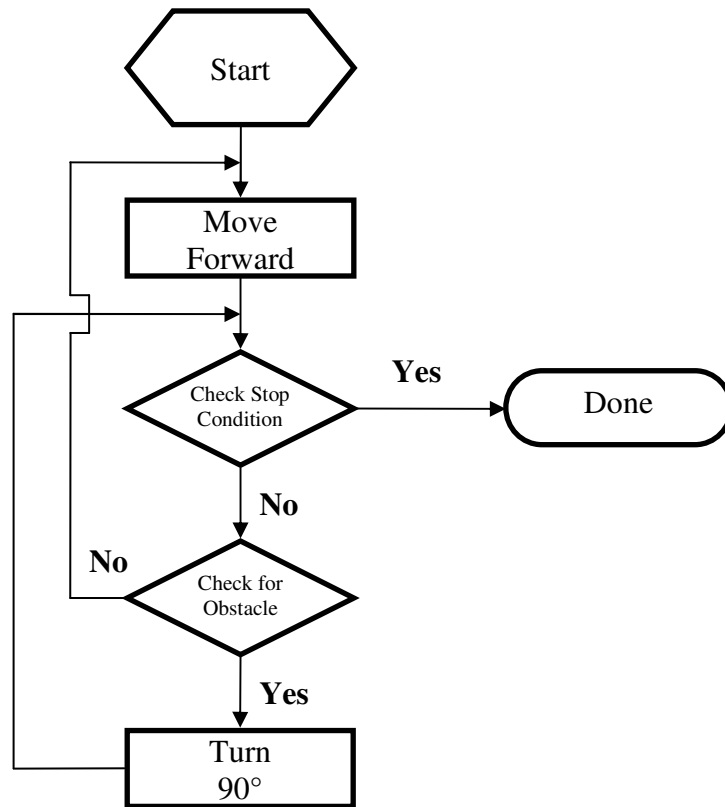 Start
Move
Forward
Check Stop
Condition
Yes
Done
No
No
Check for
Obstacle
Yes
Turn
90°